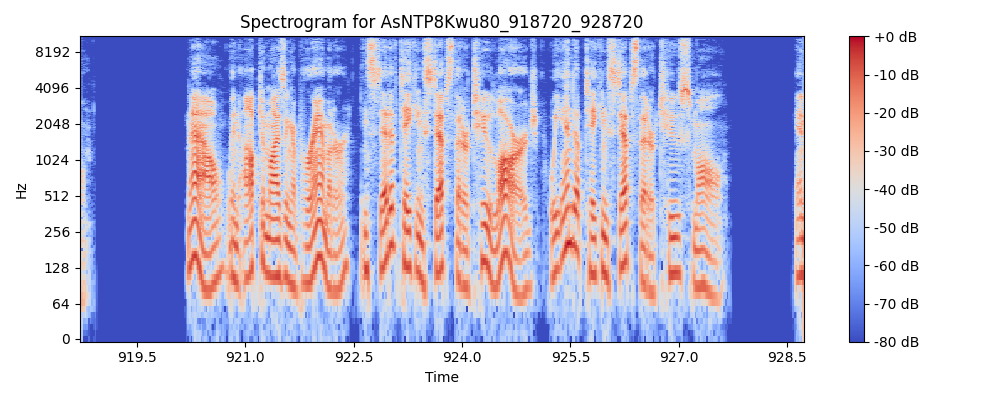 Spectrogram for AsNTP8Kwu80_918720_928720
Hz
8192
4096
2048
1024
512
256
128
64
0
919.5 921.0 922.5 924.0 925.5 927.0 928.5
Time
+0 dB
-10 dB
-20 dB
-30 dB
-40 dB
-50 dB
-60 dB
-70 dB
-80 dB